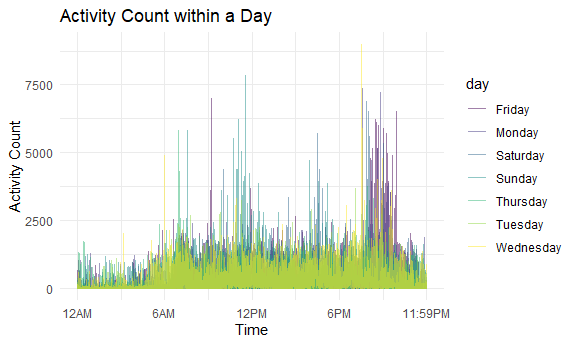 Activity Count within a Day
Activity Count
7500
5000
2500
0
12AM
6AM
12PM
6PM
11:59PM
Time
day
Friday
Monday
Saturday
Sunday
Thursday
Tuesday
Wednesday